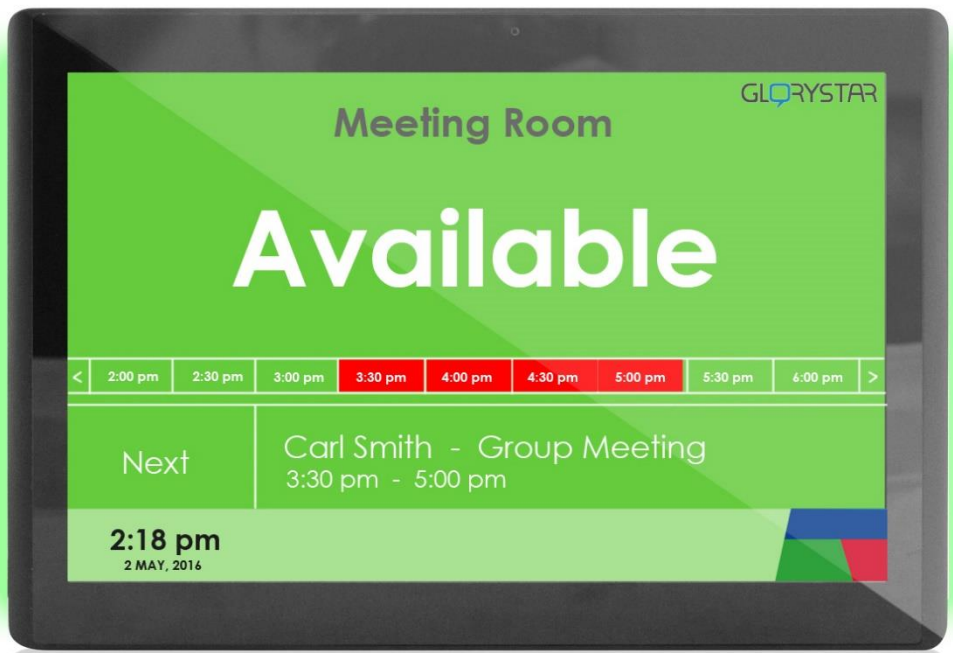 GLORYSTAR
Meeting Room
Available
< 2:00 pm 2:30 pm 3:00 pm 3:30 pm 4:00 pm 4:30 pm 5:00 pm 5:30 pm 6:00 pm >
Next
Carl Smith - Group Meeting
3:30 pm - 5:00 pm
2:18 pm
2 MAY, 2016